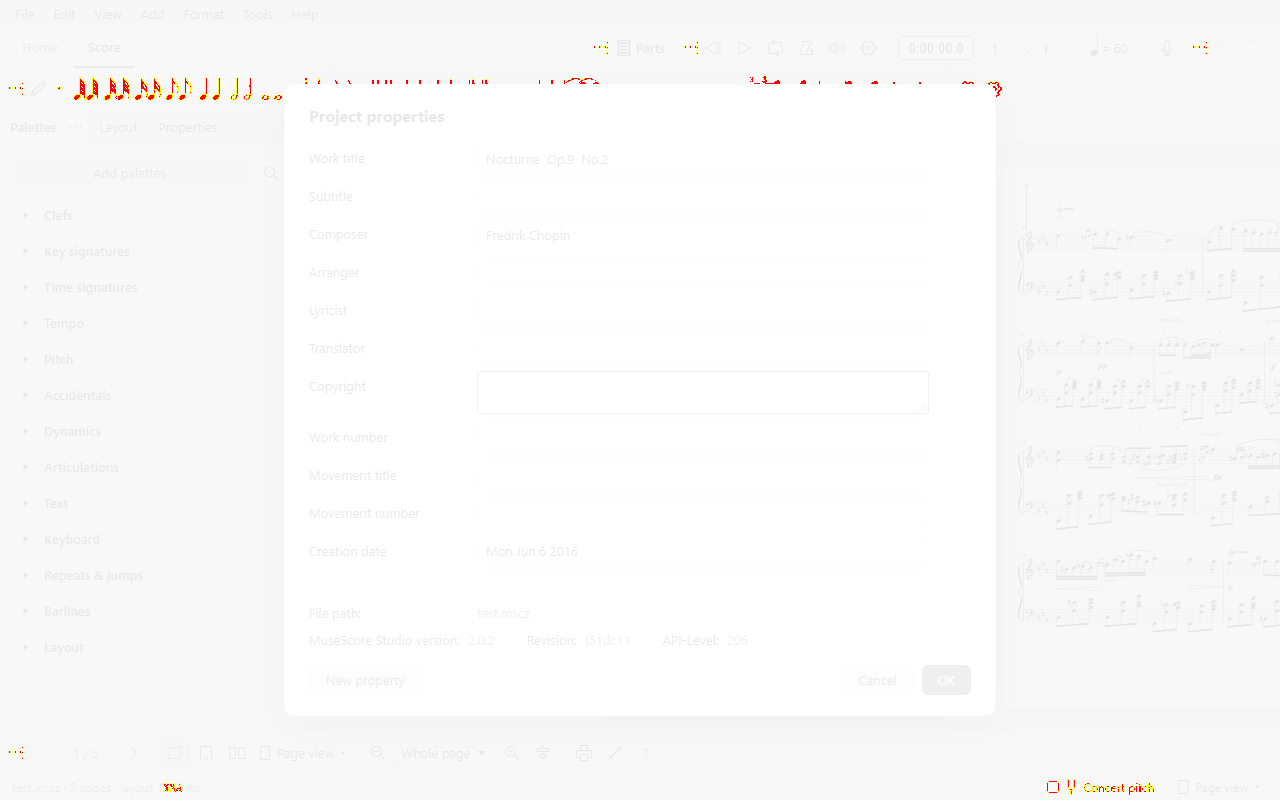 File Edit View Add Format Tools Help
Home Score
Parts
0:00:00.0
1 1
= 60
Palettes Layout Properties
Add palettes
Clefs
Key signatures
Time signatures
Tempo
Pitch
Accidentals
Dynamics
Articulations
Text
Keyboard
Repeats & jumps
Barlines
Layout
Project properties
Work title Nocturne Op.9 No.2
Subtitle
Composer Fredrik Chopin
Arranger
Lyricist
Translator
Copyright
Work number
Movement title
Movement number
Creation date Mon Jun 6 2016
File path: test.mscz
MuseScore Studio version: 2.0.2 Revision: f51dc11 API-Level: 206
New property Cancel OK
1 / 5
Page view
Whole page
?
test.mscz · 5 pages · layout
Concert pitch
Page view